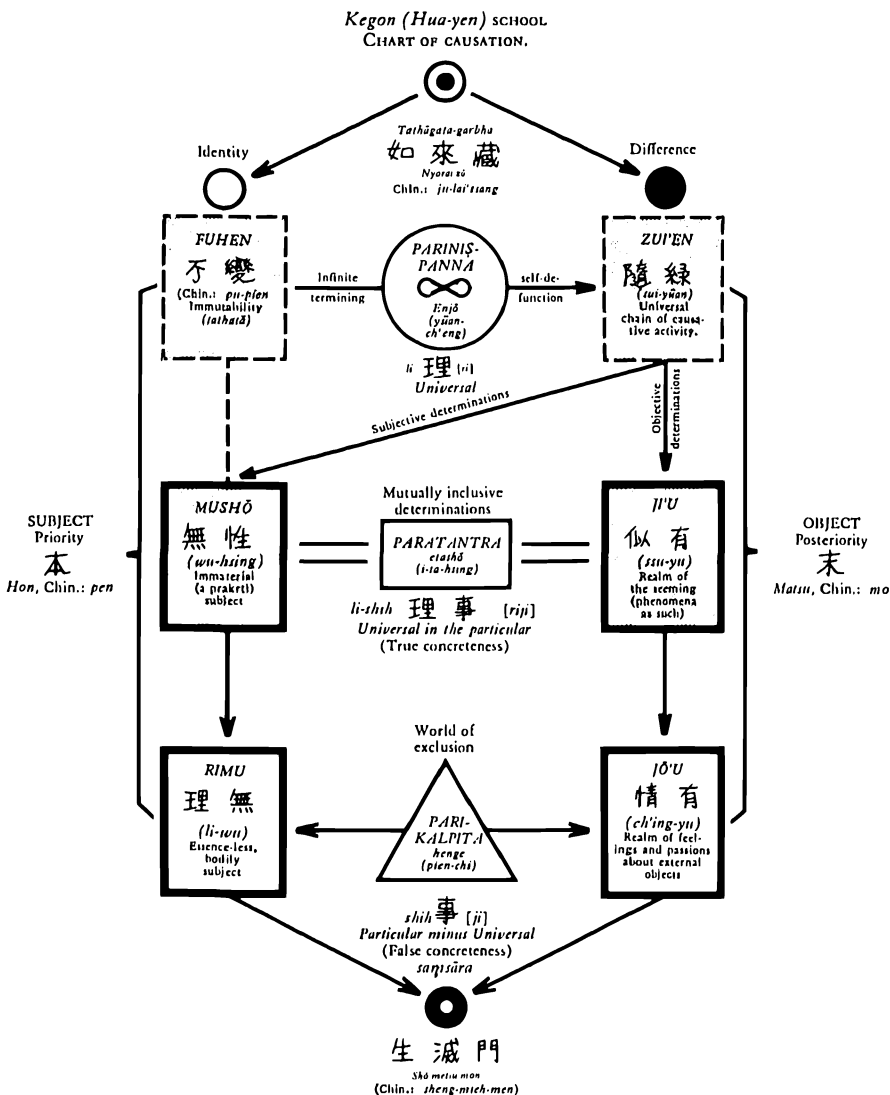 Kegon (Hua-yen) SCHOOL
CHART OF CAUSATION.
Tathāgata-garbha
如來藏
Nyorai zō
Chin.: ju-lai'tsang
Identity
Difference
FUHEN
不變
(Chin.: pu-pien
Immutability
(tathatā)
Infinite
termining
PARINIṢ-
PANNA
∞
Enjō
(yüan-
ch'eng)
self-de-
function
ZUI'EN
隨緑
(sui-yüan)
Universal
chain of causa-
tive activity.
li 理 [ri]
Universal
Subjective determinations
Objective
determinations
SUBJECT
Priority
本
Hon, Chin.: pen
MUSHŌ
無性
(wu-hsing)
Immaterial
(a prakrti)
subject
Mutually inclusive
determinations
PARATANTRA
etashō
(i-ta-hsing)
li-shih 理事 [riji]
Universal in the particular
(True concreteness)
JI'U
似有
(ssu-yu)
Realm of
the seeming
(phenomena
as such)
OBJECT
Posteriority
末
Matsu, Chin.: mo
RIMU
理無
(li-wu)
Essence-less,
bodily
subject
World of
exclusion
PARI-
KALPITA
henge
(pien-chi)
JŌ'U
情有
(ch'ing-yu)
Realm of feel-
ings and passions
about external
objects
shih 事 [ji]
Particular minus Universal
(False concreteness)
saṃsāra
生滅門
Shō metsu mon
(Chin.: sheng-mieh-men)